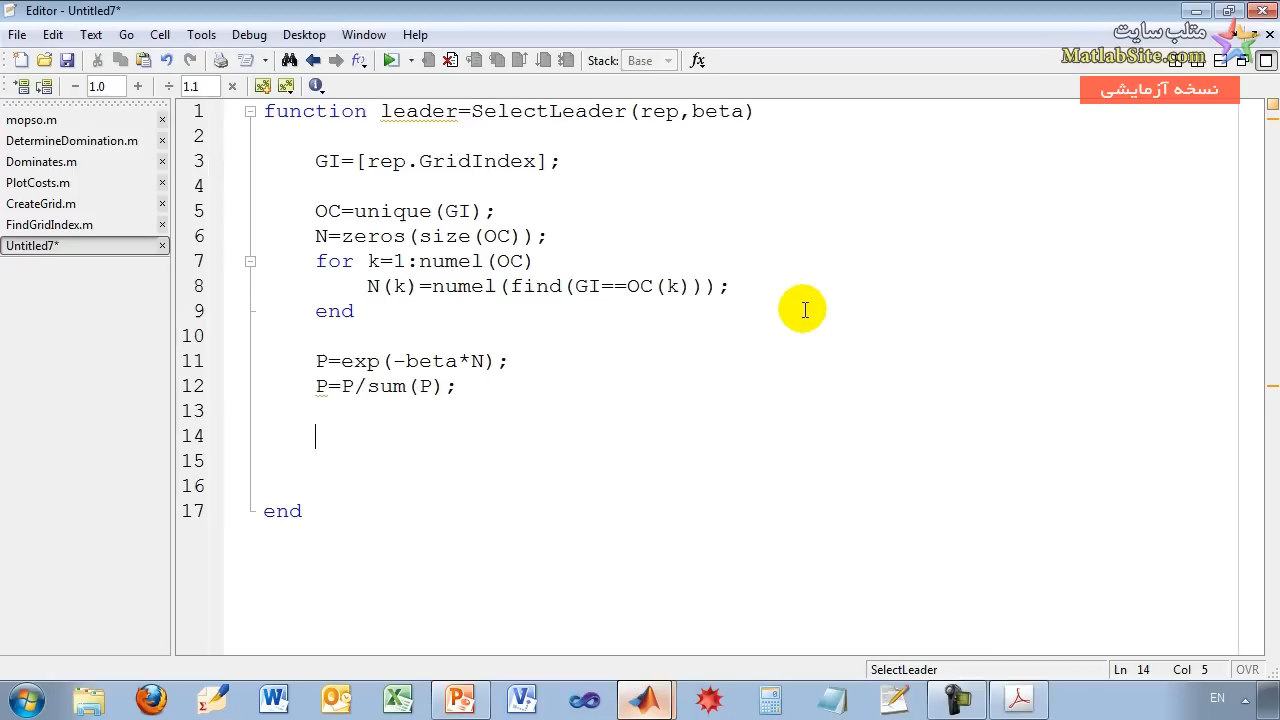 Editor - Untitled7*
File Edit Text Go Cell Tools Debug Desktop Window Help
متلب سایت
MatlabSite.com
Stack: Base fx
نسخه آزمایشی
− 1.0 + ÷ 1.1 ×
mopso.m
DetermineDomination.m
Dominates.m
PlotCosts.m
CreateGrid.m
FindGridIndex.m
Untitled7*
1 function leader=SelectLeader(rep,beta)
2
3 GI=[rep.GridIndex];
4
5 OC=unique(GI);
6 N=zeros(size(OC));
7 for k=1:numel(OC)
8 N(k)=numel(find(GI==OC(k)));
9 end
10
11 P=exp(-beta*N);
12 P=P/sum(P);
13
14
15
16
17 end
SelectLeader Ln 14 Col 5 OVR
EN